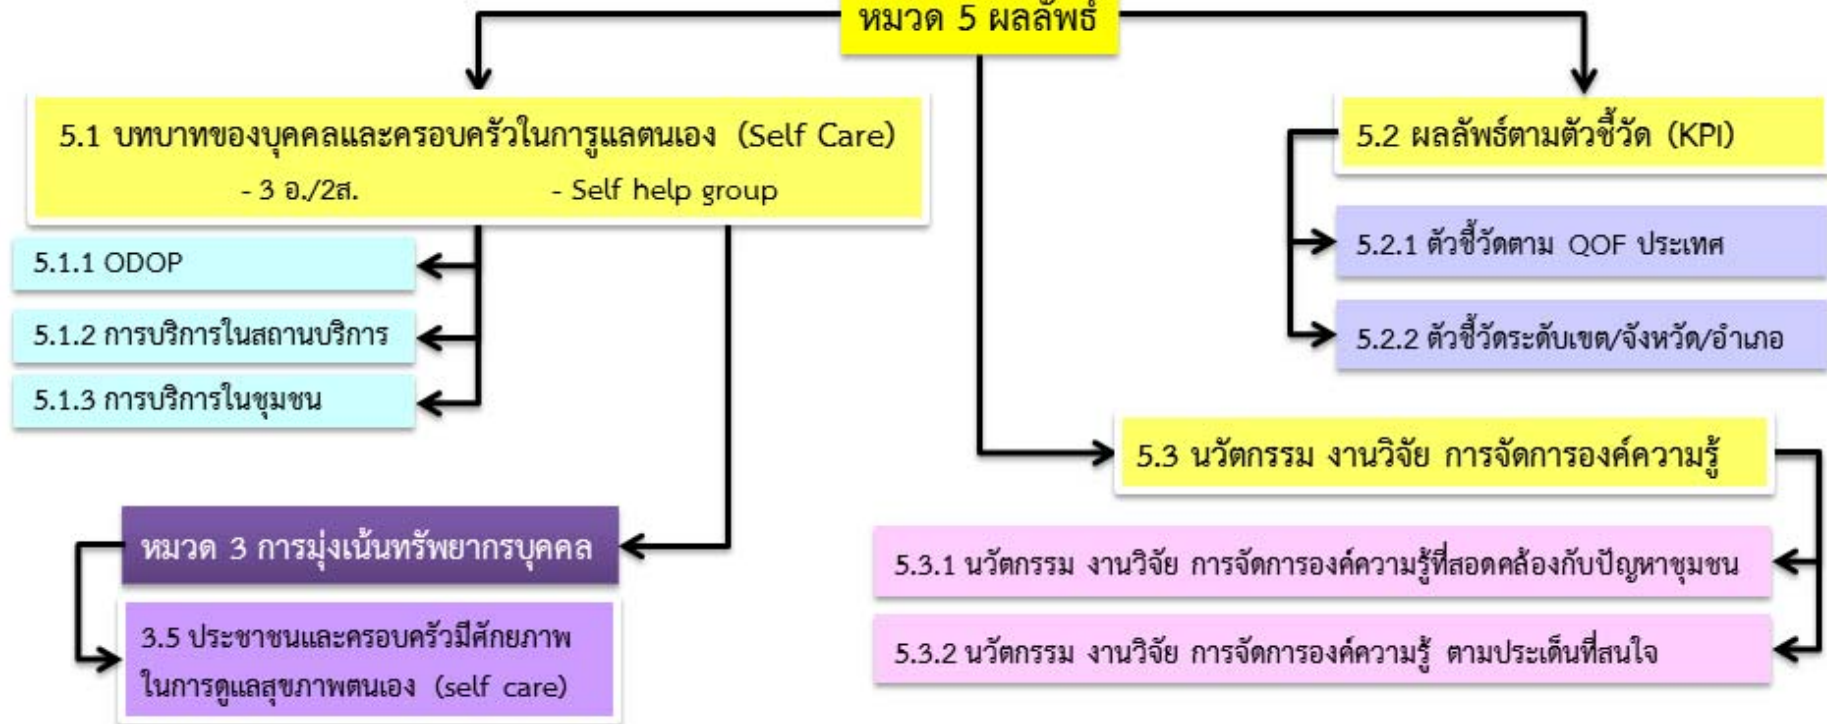 หมวด 5 ผลลัพธ์
5.1 บทบาทของบุคคลและครอบครัวในการูแลตนเอง (Self Care)
- 3 อ./2ส. - Self help group
5.1.1 ODOP
5.1.2 การบริการในสถานบริการ
5.1.3 การบริการในชุมชน
หมวด 3 การมุ่งเน้นทรัพยากรบุคคล
3.5 ประชาชนและครอบครัวมีศักยภาพ
ในการดูแลสุขภาพตนเอง (self care)
5.2 ผลลัพธ์ตามตัวชี้วัด (KPI)
5.2.1 ตัวชี้วัดตาม QOF ประเทศ
5.2.2 ตัวชี้วัดระดับเขต/จังหวัด/อำเภอ
5.3 นวัตกรรม งานวิจัย การจัดการองค์ความรู้
5.3.1 นวัตกรรม งานวิจัย การจัดการองค์ความรู้ที่สอดคล้องกับปัญหาชุมชน
5.3.2 นวัตกรรม งานวิจัย การจัดการองค์ความรู้ ตามประเด็นที่สนใจ